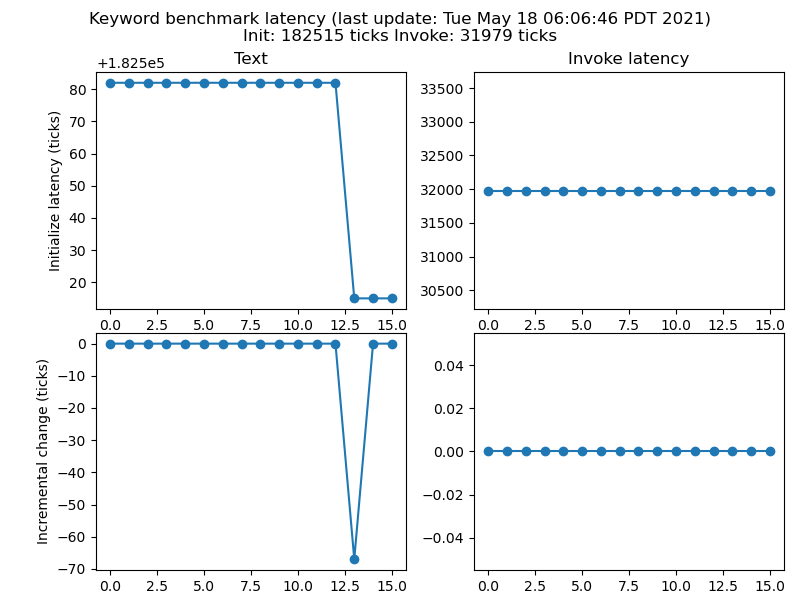 Keyword benchmark latency (last update: Tue May 18 06:06:46 PDT 2021)
Init: 182515 ticks Invoke: 31979 ticks
Text
+1.825e5
Initialize latency (ticks)
80
70
60
50
40
30
20
0.0 2.5 5.0 7.5 10.0 12.5 15.0
Invoke latency
33500
33000
32500
32000
31500
31000
30500
0.0 2.5 5.0 7.5 10.0 12.5 15.0
Incremental change (ticks)
0
−10
−20
−30
−40
−50
−60
−70
0.0 2.5 5.0 7.5 10.0 12.5 15.0
0.04
0.02
0.00
−0.02
−0.04
0.0 2.5 5.0 7.5 10.0 12.5 15.0